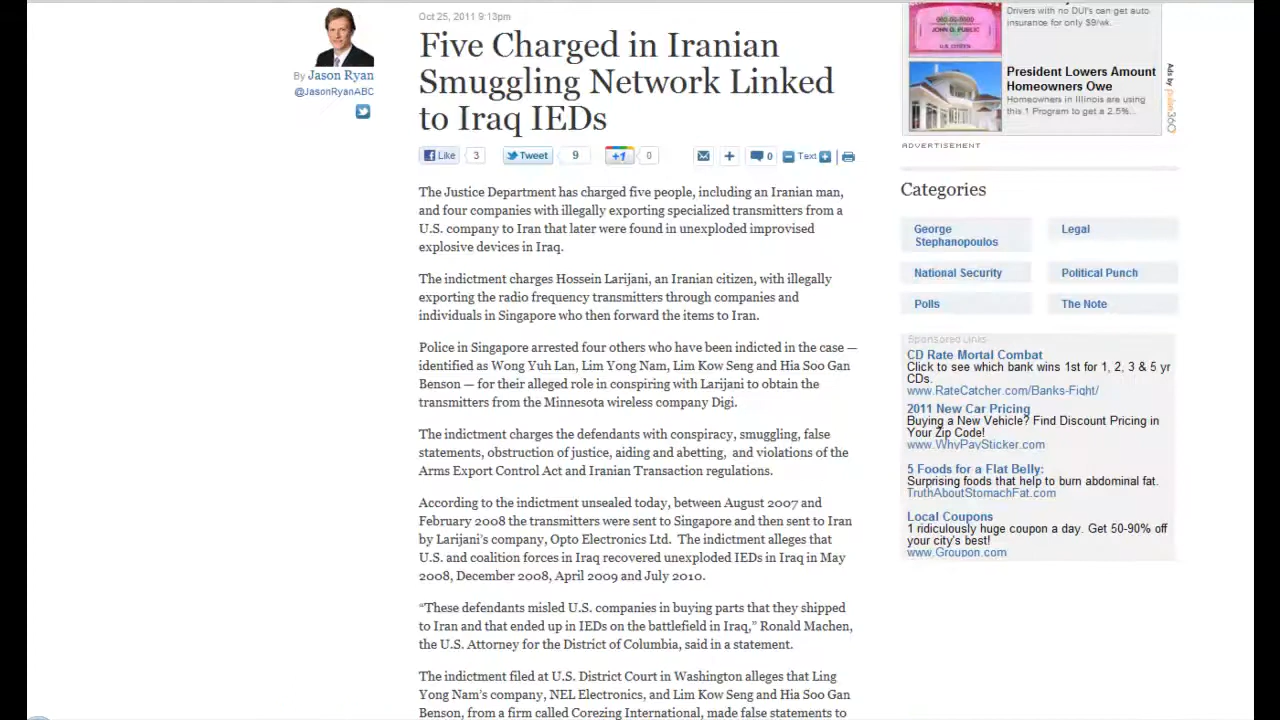 Oct 25, 2011 9:13pm
By Jason Ryan
@JasonRyanABC
Five Charged in Iranian
Smuggling Network Linked
to Iraq IEDs
Like 3 Tweet 9 +1 0 0 Text
The Justice Department has charged five people, including an Iranian man,
and four companies with illegally exporting specialized transmitters from a
U.S. company to Iran that later were found in unexploded improvised
explosive devices in Iraq.
The indictment charges Hossein Larijani, an Iranian citizen, with illegally
exporting the radio frequency transmitters through companies and
individuals in Singapore who then forward the items to Iran.
Police in Singapore arrested four others who have been indicted in the case —
identified as Wong Yuh Lan, Lim Yong Nam, Lim Kow Seng and Hia Soo Gan
Benson — for their alleged role in conspiring with Larijani to obtain the
transmitters from the Minnesota wireless company Digi.
The indictment charges the defendants with conspiracy, smuggling, false
statements, obstruction of justice, aiding and abetting, and violations of the
Arms Export Control Act and Iranian Transaction regulations.
According to the indictment unsealed today, between August 2007 and
February 2008 the transmitters were sent to Singapore and then sent to Iran
by Larijani's company, Opto Electronics Ltd. The indictment alleges that
U.S. and coalition forces in Iraq recovered unexploded IEDs in Iraq in May
2008, December 2008, April 2009 and July 2010.
“These defendants misled U.S. companies in buying parts that they shipped
to Iran and that ended up in IEDs on the battlefield in Iraq,” Ronald Machen,
the U.S. Attorney for the District of Columbia, said in a statement.
The indictment filed at U.S. District Court in Washington alleges that Ling
Yong Nam's company, NEL Electronics, and Lim Kow Seng and Hia Soo Gan
Benson, from a firm called Corezing International, made false statements to
Drivers with no DUI's can get auto
insurance for only $9/wk.
JOHN Q. PUBLIC
U.S. CITIZEN
President Lowers Amount
Homeowners Owe
Homeowners in Illinois are using
this 1 Program to get a 2.5%...
Ads by pulse360
ADVERTISEMENT
Categories
George
Stephanopoulos
Legal
National Security
Political Punch
Polls
The Note
Sponsored Links
CD Rate Mortal Combat
Click to see which bank wins 1st for 1, 2, 3 & 5 yr
CDs.
www.RateCatcher.com/Banks-Fight/
2011 New Car Pricing
Buying a New Vehicle? Find Discount Pricing in
Your Zip Code!
www.WhyPaySticker.com
5 Foods for a Flat Belly:
Surprising foods that help to burn abdominal fat.
TruthAboutStomachFat.com
Local Coupons
1 ridiculously huge coupon a day. Get 50-90% off
your city's best!
www.Groupon.com